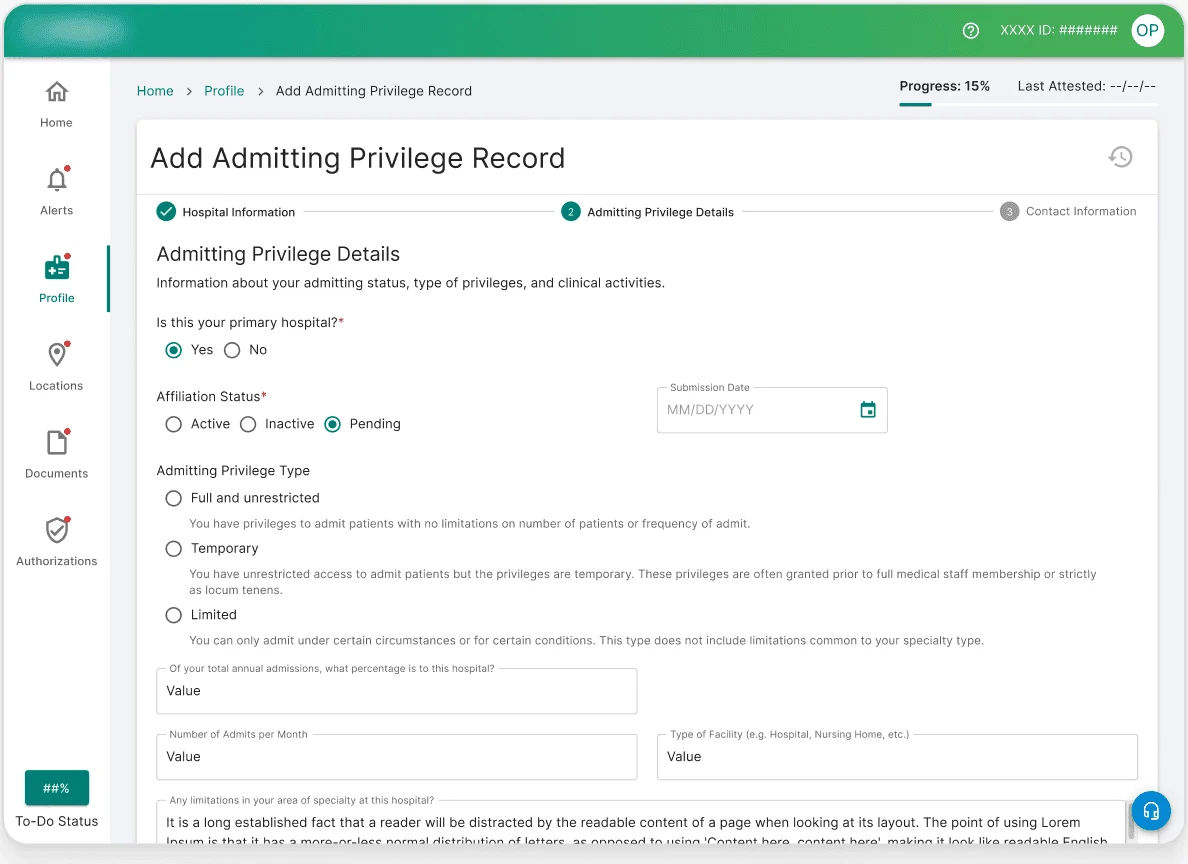 XXXX ID: #######
OP
Home
Alerts
Profile
Locations
Documents
Authorizations
##%
To-Do Status
Home > Profile > Add Admitting Privilege Record
Progress: 15%
Last Attested: --/--/--
Add Admitting Privilege Record
Hospital Information
2 Admitting Privilege Details
3 Contact Information
Admitting Privilege Details
Information about your admitting status, type of privileges, and clinical activities.
Is this your primary hospital?*
Yes No
Affiliation Status*
Active Inactive Pending
Submission Date
MM/DD/YYYY
Admitting Privilege Type
Full and unrestricted
You have privileges to admit patients with no limitations on number of patients or frequency of admit.
Temporary
You have unrestricted access to admit patients but the privileges are temporary. These privileges are often granted prior to full medical staff membership or strictly
as locum tenens.
Limited
You can only admit under certain circumstances or for certain conditions. This type does not include limitations common to your specialty type.
Of your total annual admissions, what percentage is to this hospital?
Value
Number of Admits per Month
Value
Type of Facility (e.g. Hospital, Nursing Home, etc.)
Value
Any limitations in your area of specialty at this hospital?
It is a long established fact that a reader will be distracted by the readable content of a page when looking at its layout. The point of using Lorem
Ipsum is that it has a more-or-less normal distribution of letters, as opposed to using 'Content here, content here', making it look like readable English.